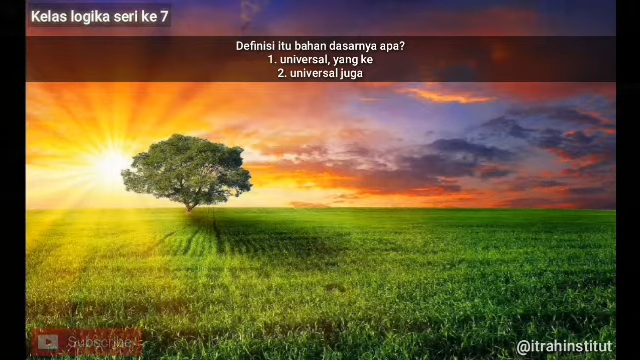 Kelas logika seri ke 7
Definisi itu bahan dasarnya apa?
1. universal, yang ke
2. universal juga
Subscribe
@itrahinstitut